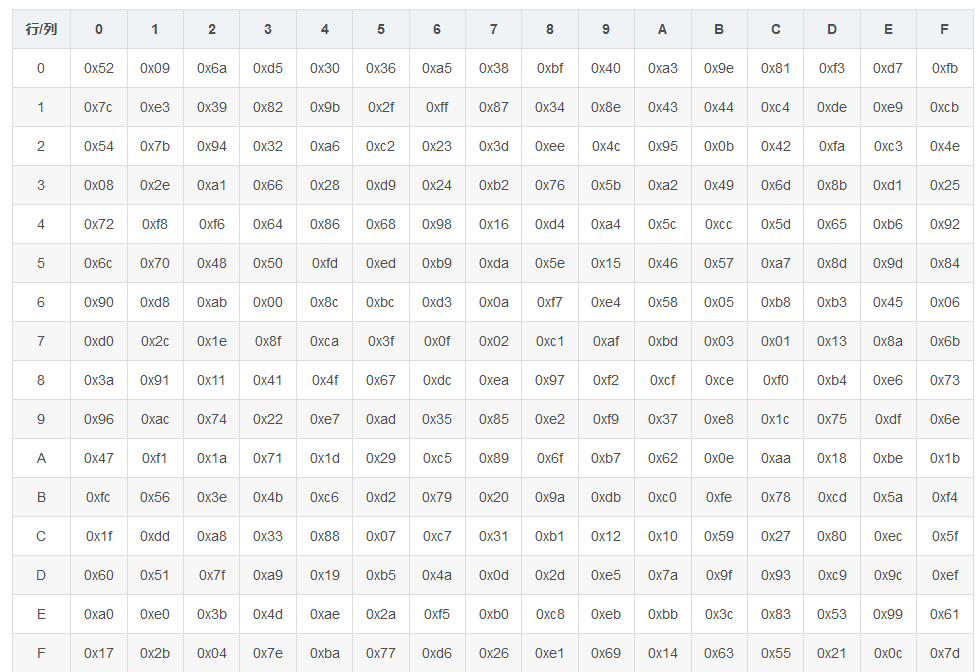 行/列 0 1 2 3 4 5 6 7 8 9 A B C D E F
0 0x52 0x09 0x6a 0xd5 0x30 0x36 0xa5 0x38 0xbf 0x40 0xa3 0x9e 0x81 0xf3 0xd7 0xfb
1 0x7c 0xe3 0x39 0x82 0x9b 0x2f 0xff 0x87 0x34 0x8e 0x43 0x44 0xc4 0xde 0xe9 0xcb
2 0x54 0x7b 0x94 0x32 0xa6 0xc2 0x23 0x3d 0xee 0x4c 0x95 0x0b 0x42 0xfa 0xc3 0x4e
3 0x08 0x2e 0xa1 0x66 0x28 0xd9 0x24 0xb2 0x76 0x5b 0xa2 0x49 0x6d 0x8b 0xd1 0x25
4 0x72 0xf8 0xf6 0x64 0x86 0x68 0x98 0x16 0xd4 0xa4 0x5c 0xcc 0x5d 0x65 0xb6 0x92
5 0x6c 0x70 0x48 0x50 0xfd 0xed 0xb9 0xda 0x5e 0x15 0x46 0x57 0xa7 0x8d 0x9d 0x84
6 0x90 0xd8 0xab 0x00 0x8c 0xbc 0xd3 0x0a 0xf7 0xe4 0x58 0x05 0xb8 0xb3 0x45 0x06
7 0xd0 0x2c 0x1e 0x8f 0xca 0x3f 0x0f 0x02 0xc1 0xaf 0xbd 0x03 0x01 0x13 0x8a 0x6b
8 0x3a 0x91 0x11 0x41 0x4f 0x67 0xdc 0xea 0x97 0xf2 0xcf 0xce 0xf0 0xb4 0xe6 0x73
9 0x96 0xac 0x74 0x22 0xe7 0xad 0x35 0x85 0xe2 0xf9 0x37 0xe8 0x1c 0x75 0xdf 0x6e
A 0x47 0xf1 0x1a 0x71 0x1d 0x29 0xc5 0x89 0x6f 0xb7 0x62 0x0e 0xaa 0x18 0xbe 0x1b
B 0xfc 0x56 0x3e 0x4b 0xc6 0xd2 0x79 0x20 0x9a 0xdb 0xc0 0xfe 0x78 0xcd 0x5a 0xf4
C 0x1f 0xdd 0xa8 0x33 0x88 0x07 0xc7 0x31 0xb1 0x12 0x10 0x59 0x27 0x80 0xec 0x5f
D 0x60 0x51 0x7f 0xa9 0x19 0xb5 0x4a 0x0d 0x2d 0xe5 0x7a 0x9f 0x93 0xc9 0x9c 0xef
E 0xa0 0xe0 0x3b 0x4d 0xae 0x2a 0xf5 0xb0 0xc8 0xeb 0xbb 0x3c 0x83 0x53 0x99 0x61
F 0x17 0x2b 0x04 0x7e 0xba 0x77 0xd6 0x26 0xe1 0x69 0x14 0x63 0x55 0x21 0x0c 0x7d